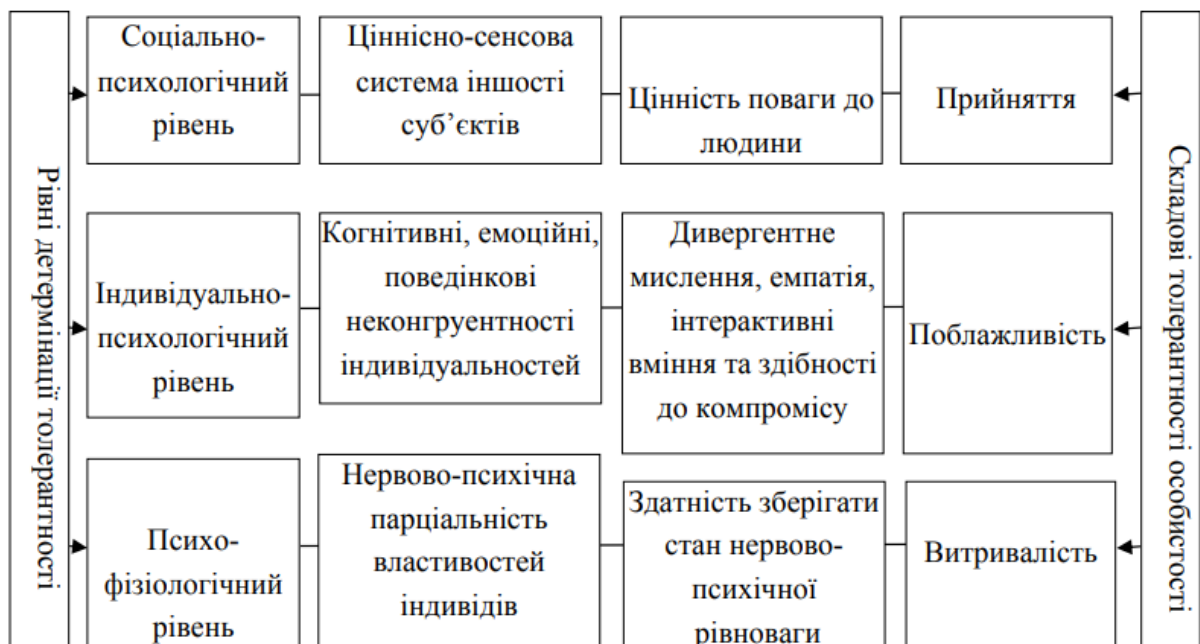 Рівні детермінації толерантності
Соціально-
психологічний
рівень
Ціннісно-сенсова
система іншості
суб’єктів
Цінність поваги до
людини
Прийняття
Індивідуально-
психологічний
рівень
Когнітивні, емоційні,
поведінкові
неконгруентності
індивідуальностей
Дивергентне
мислення, емпатія,
інтерактивні
вміння та здібності
до компромісу
Поблажливість
Психо-
фізіологічний
рівень
Нервово-психічна
парціальність
властивостей
індивідів
Здатність зберігати
стан нервово-
психічної
рівноваги
Витривалість
Складові толерантності особистості